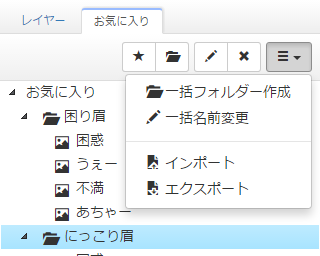 レイヤー お気に入り
お気に入り
一括フォルダー作成
困り眉
一括名前変更
困惑
うぇー
インポート
不満
エクスポート
あちゃー
にっこり眉